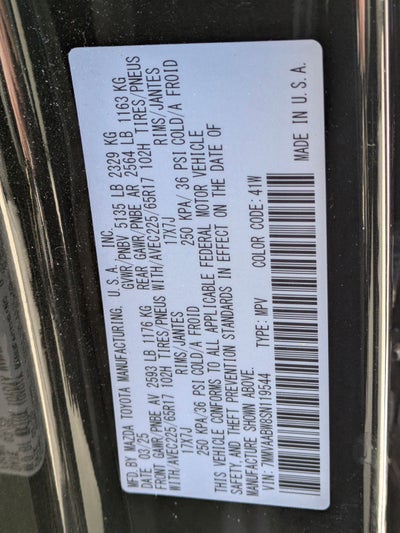 MFD BY MAZDA TOYOTA MANUFACTURING, U.S.A. INC.
DATE 03/25 GVWR/PNBV 5135 LB 2329 KG
FRONT GAWR/PNBE AV 2593 LB 1176 KG REAR GAWR/PNBE AR 2564 LB 1163 KG
WITH/AVEC225/65R17 102H TIRES/PNEUS WITH/AVEC225/65R17 102H TIRES/PNEUS
17X7J RIMS/JANTES 17X7J RIMS/JANTES
250 KPA/36 PSI COLD/A FROID 250 KPA/36 PSI COLD/A FROID
THIS VEHICLE CONFORMS TO ALL APPLICABLE FEDERAL MOTOR VEHICLE
SAFETY, AND THEFT PREVENTION STANDARDS IN EFFECT ON THE DATE OF
MANUFACTURE SHOWN ABOVE.
VIN: 7MMVAABW8SN119544 TYPE: MPV COLOR CODE: 41W
MADE IN U.S.A.